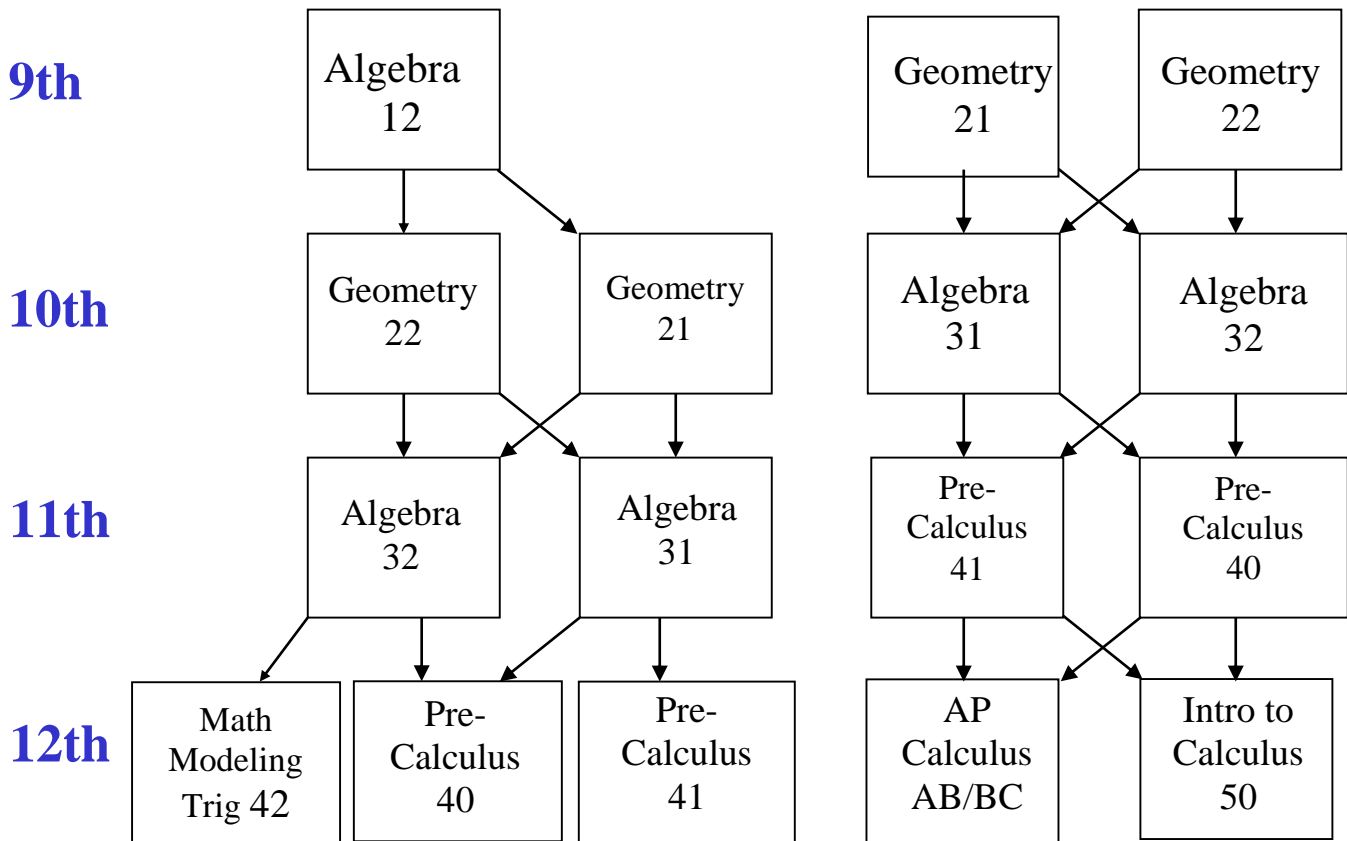 9th
Algebra
12
Geometry
21
Geometry
22
10th
Geometry
22
Geometry
21
Algebra
31
Algebra
32
11th
Algebra
32
Algebra
31
Pre-
Calculus
41
Pre-
Calculus
40
12th
Math
Modeling
Trig 42
Pre-
Calculus
40
Pre-
Calculus
41
AP
Calculus
AB/BC
Intro to
Calculus
50